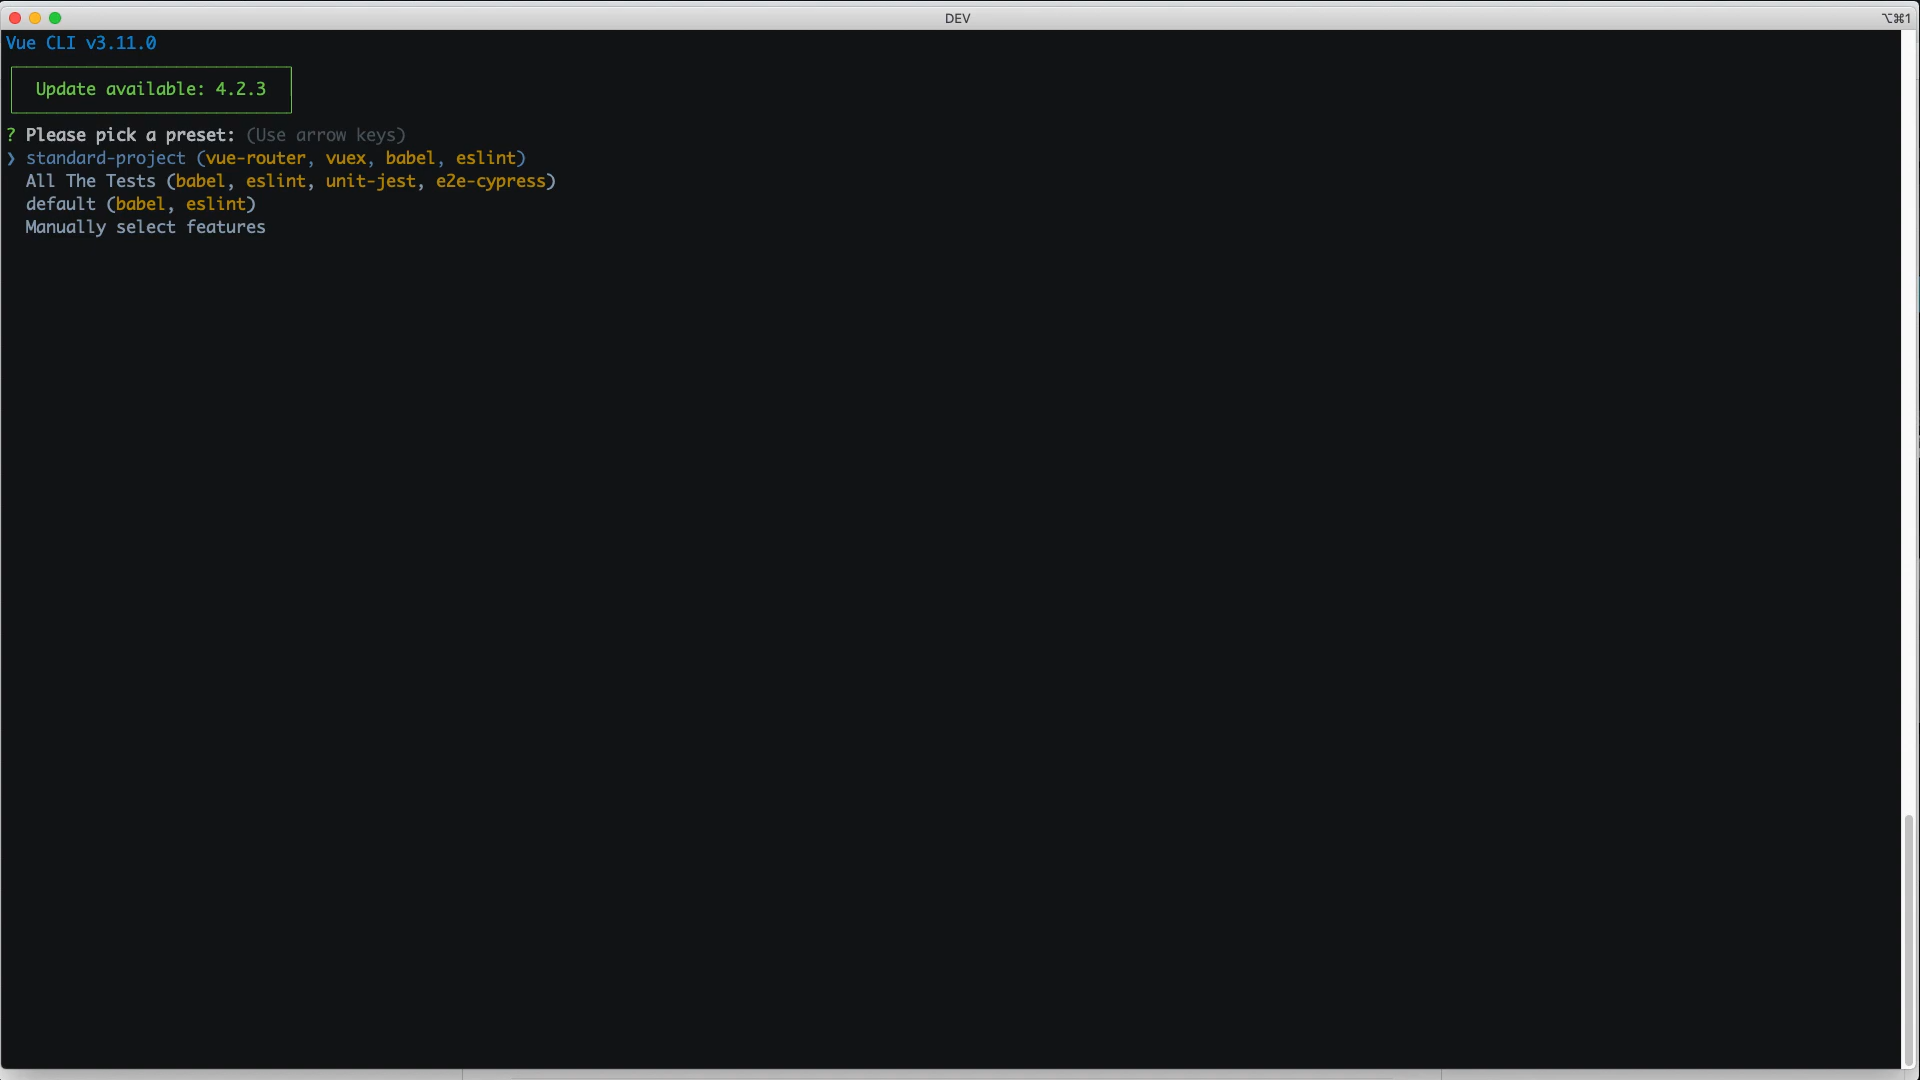 DEV
⌥⌘1
Vue CLI v3.11.0
Update available: 4.2.3
? Please pick a preset: (Use arrow keys)
❯ standard-project (vue-router, vuex, babel, eslint)
All The Tests (babel, eslint, unit-jest, e2e-cypress)
default (babel, eslint)
Manually select features